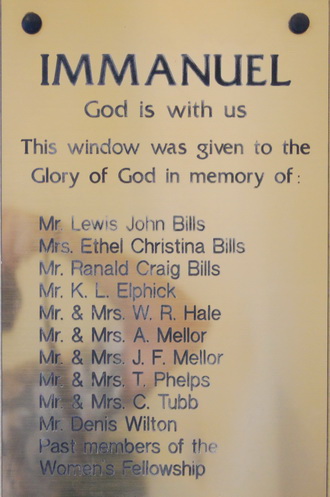 IMMANUEL
God is with us
This window was given to the
Glory of God in memory of:
Mr. Lewis John Bills
Mrs. Ethel Christina Bills
Mr. Ranald Craig Bills
Mr. K. L. Elphick
Mr. & Mrs. W. R. Hale
Mr. & Mrs. A. Mellor
Mr. & Mrs. J. F. Mellor
Mr. & Mrs. T. Phelps
Mr. & Mrs. C. Tubb
Mr. Denis Wilton
Past members of the
Women's Fellowship